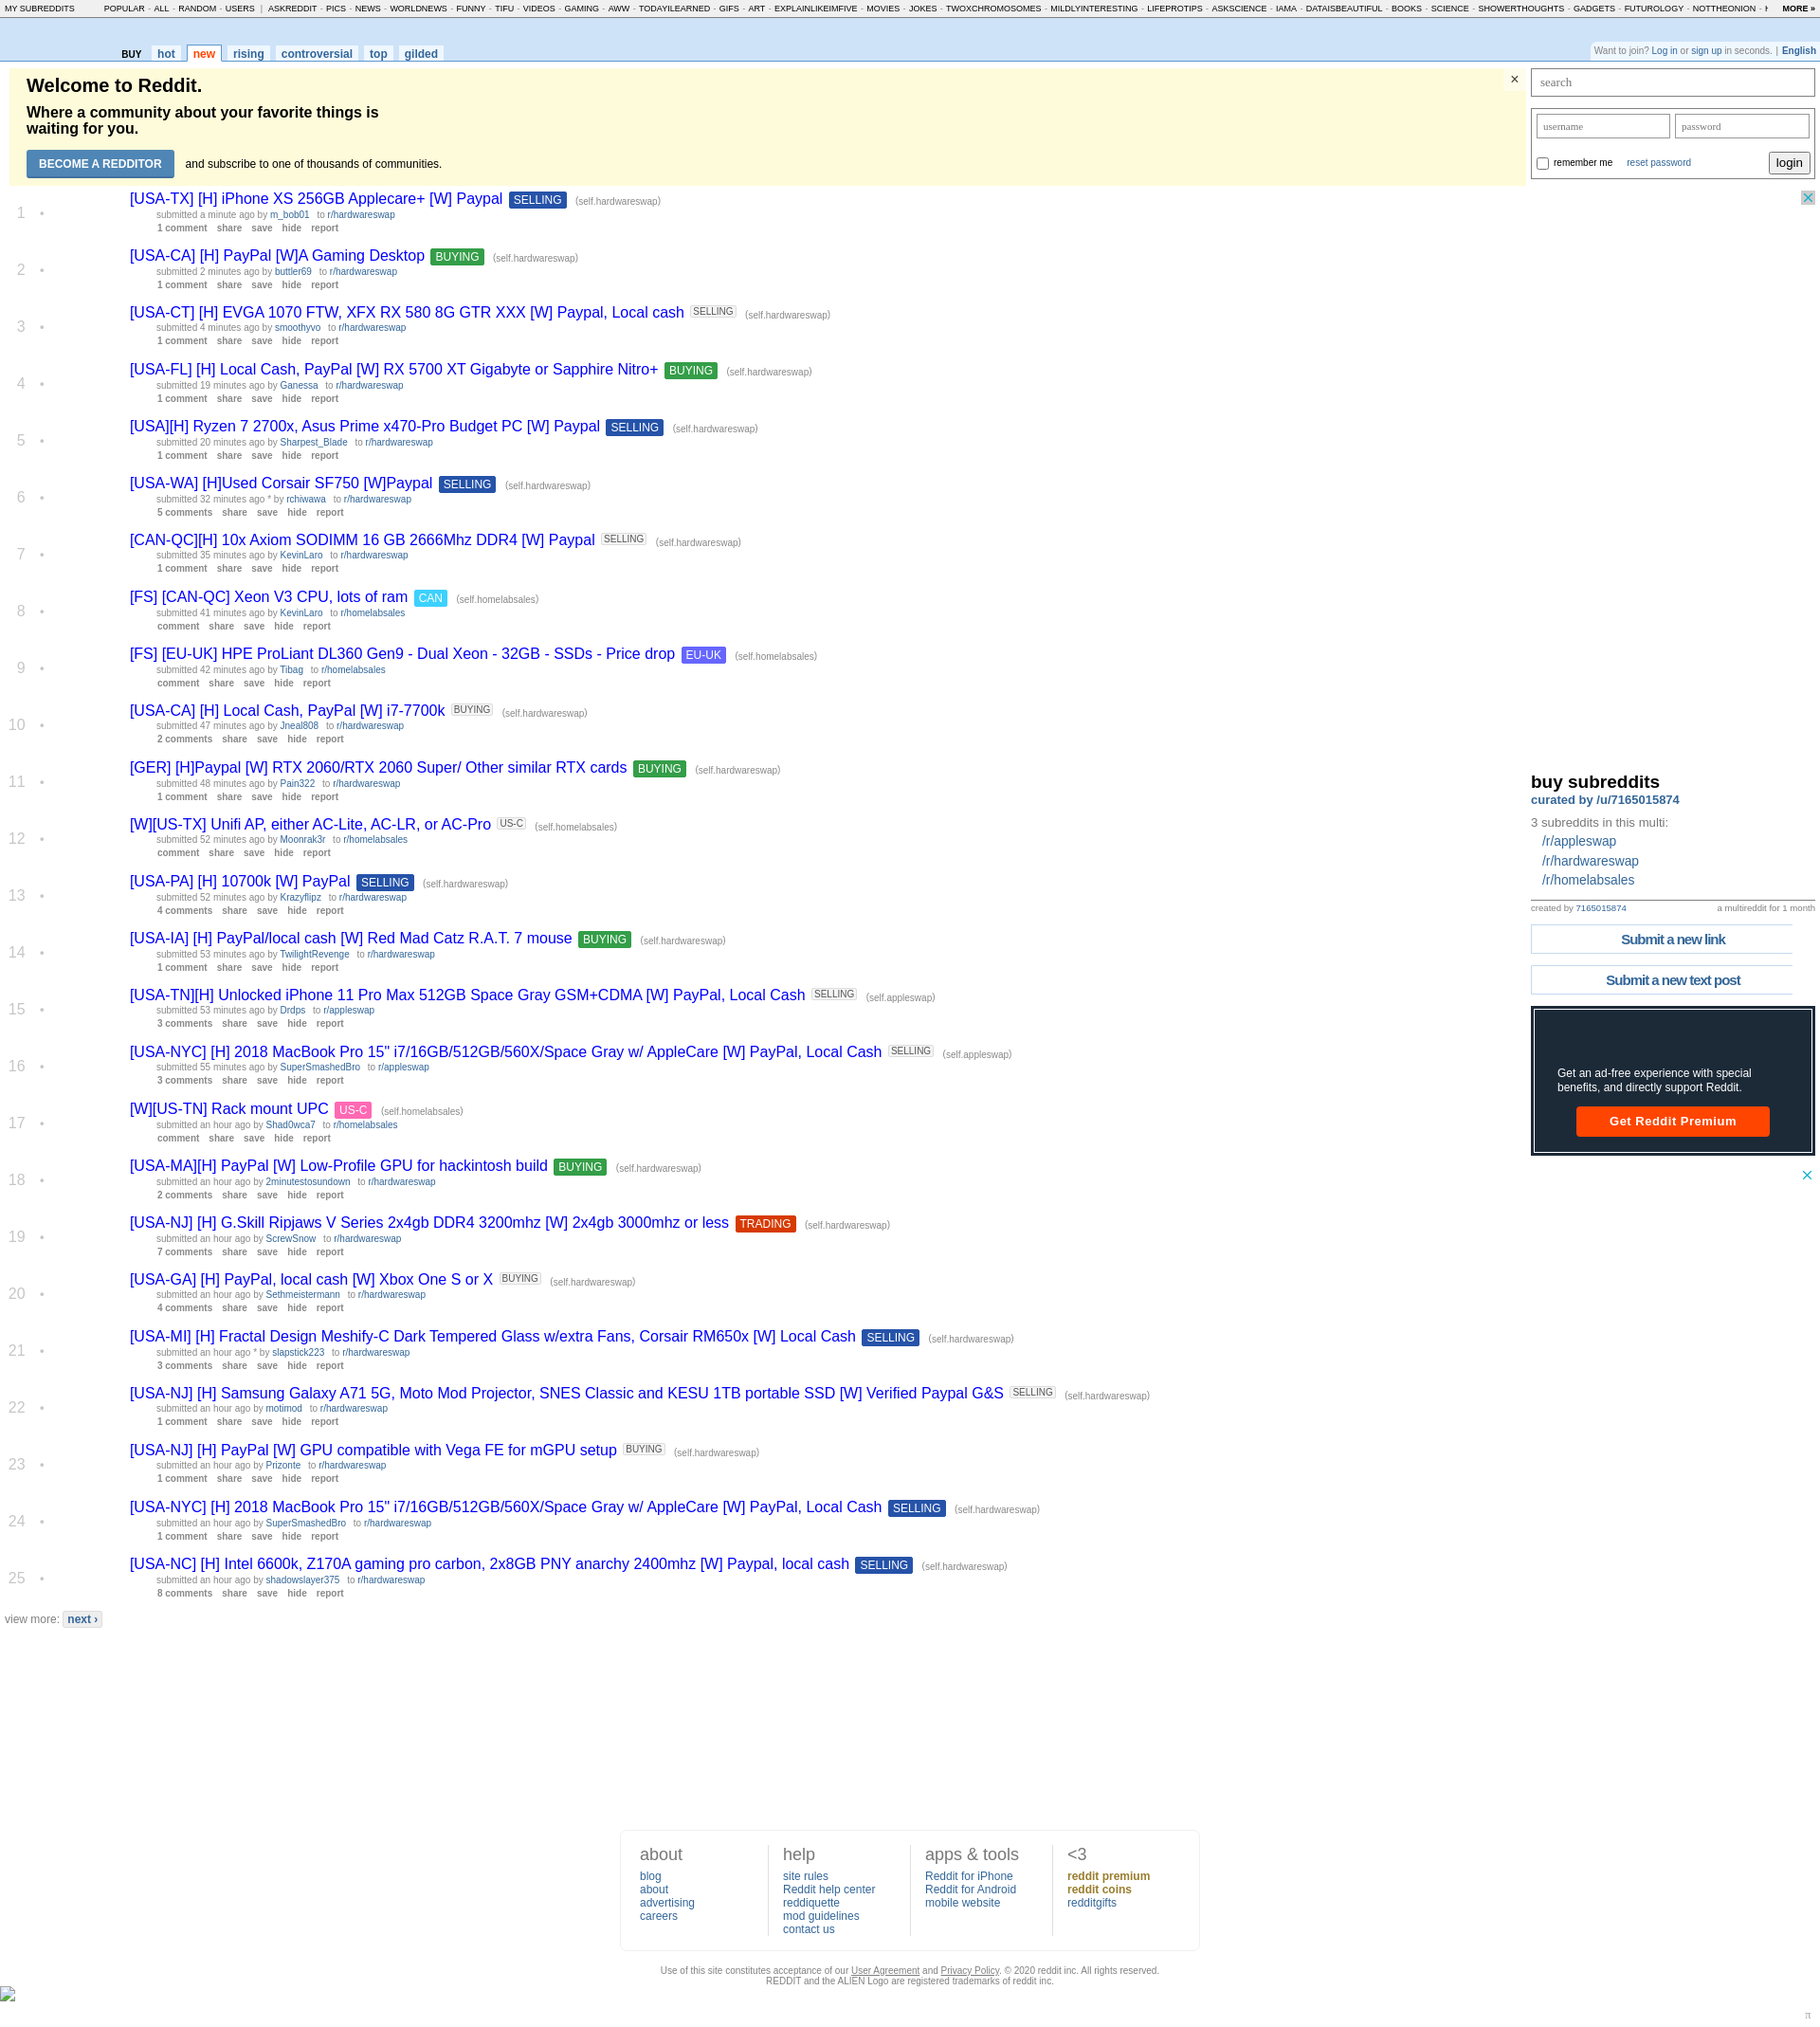 MY SUBREDDITS POPULAR - ALL - RANDOM - USERS | ASKREDDIT - PICS - NEWS - WORLDNEWS - FUNNY - TIFU - VIDEOS - GAMING - AWW - TODAYILEARNED - GIFS - ART - EXPLAINLIKEIMFIVE - MOVIES - JOKES - TWOXCHROMOSOMES - MILDLYINTERESTING - LIFEPROTIPS - ASKSCIENCE - IAMA - DATAISBEAUTIFUL - BOOKS - SCIENCE - SHOWERTHOUGHTS - GADGETS - FUTUROLOGY - NOTTHEONION - MORE »
BUY hot new rising controversial top gilded
Want to join? Log in or sign up in seconds. | English
Welcome to Reddit.
Where a community about your favorite things is
waiting for you.
BECOME A REDDITOR and subscribe to one of thousands of communities.
×
search
username password
remember me reset password login
1 • [USA-TX] [H] iPhone XS 256GB Applecare+ [W] Paypal SELLING (self.hardwareswap)
submitted a minute ago by m_bob01 to r/hardwareswap
1 comment share save hide report
2 • [USA-CA] [H] PayPal [W]A Gaming Desktop BUYING (self.hardwareswap)
submitted 2 minutes ago by buttler69 to r/hardwareswap
1 comment share save hide report
3 • [USA-CT] [H] EVGA 1070 FTW, XFX RX 580 8G GTR XXX [W] Paypal, Local cash SELLING (self.hardwareswap)
submitted 4 minutes ago by smoothyvo to r/hardwareswap
1 comment share save hide report
4 • [USA-FL] [H] Local Cash, PayPal [W] RX 5700 XT Gigabyte or Sapphire Nitro+ BUYING (self.hardwareswap)
submitted 19 minutes ago by Ganessa to r/hardwareswap
1 comment share save hide report
5 • [USA][H] Ryzen 7 2700x, Asus Prime x470-Pro Budget PC [W] Paypal SELLING (self.hardwareswap)
submitted 20 minutes ago by Sharpest_Blade to r/hardwareswap
1 comment share save hide report
6 • [USA-WA] [H]Used Corsair SF750 [W]Paypal SELLING (self.hardwareswap)
submitted 32 minutes ago * by rchiwawa to r/hardwareswap
5 comments share save hide report
7 • [CAN-QC][H] 10x Axiom SODIMM 16 GB 2666Mhz DDR4 [W] Paypal SELLING (self.hardwareswap)
submitted 35 minutes ago by KevinLaro to r/hardwareswap
1 comment share save hide report
8 • [FS] [CAN-QC] Xeon V3 CPU, lots of ram CAN (self.homelabsales)
submitted 41 minutes ago by KevinLaro to r/homelabsales
comment share save hide report
9 • [FS] [EU-UK] HPE ProLiant DL360 Gen9 - Dual Xeon - 32GB - SSDs - Price drop EU-UK (self.homelabsales)
submitted 42 minutes ago by Tibag to r/homelabsales
comment share save hide report
10 • [USA-CA] [H] Local Cash, PayPal [W] i7-7700k BUYING (self.hardwareswap)
submitted 47 minutes ago by Jneal808 to r/hardwareswap
2 comments share save hide report
11 • [GER] [H]Paypal [W] RTX 2060/RTX 2060 Super/ Other similar RTX cards BUYING (self.hardwareswap)
submitted 48 minutes ago by Pain322 to r/hardwareswap
1 comment share save hide report
12 • [W][US-TX] Unifi AP, either AC-Lite, AC-LR, or AC-Pro US-C (self.homelabsales)
submitted 52 minutes ago by Moonrak3r to r/homelabsales
comment share save hide report
13 • [USA-PA] [H] 10700k [W] PayPal SELLING (self.hardwareswap)
submitted 52 minutes ago by Krazyflipz to r/hardwareswap
4 comments share save hide report
14 • [USA-IA] [H] PayPal/local cash [W] Red Mad Catz R.A.T. 7 mouse BUYING (self.hardwareswap)
submitted 53 minutes ago by TwilightRevenge to r/hardwareswap
1 comment share save hide report
15 • [USA-TN][H] Unlocked iPhone 11 Pro Max 512GB Space Gray GSM+CDMA [W] PayPal, Local Cash SELLING (self.appleswap)
submitted 53 minutes ago by Drdps to r/appleswap
3 comments share save hide report
16 • [USA-NYC] [H] 2018 MacBook Pro 15" i7/16GB/512GB/560X/Space Gray w/ AppleCare [W] PayPal, Local Cash SELLING (self.appleswap)
submitted 55 minutes ago by SuperSmashedBro to r/appleswap
3 comments share save hide report
17 • [W][US-TN] Rack mount UPC US-C (self.homelabsales)
submitted an hour ago by Shad0wca7 to r/homelabsales
comment share save hide report
18 • [USA-MA][H] PayPal [W] Low-Profile GPU for hackintosh build BUYING (self.hardwareswap)
submitted an hour ago by 2minutestosundown to r/hardwareswap
2 comments share save hide report
19 • [USA-NJ] [H] G.Skill Ripjaws V Series 2x4gb DDR4 3200mhz [W] 2x4gb 3000mhz or less TRADING (self.hardwareswap)
submitted an hour ago by ScrewSnow to r/hardwareswap
7 comments share save hide report
20 • [USA-GA] [H] PayPal, local cash [W] Xbox One S or X BUYING (self.hardwareswap)
submitted an hour ago by Sethmeistermann to r/hardwareswap
4 comments share save hide report
21 • [USA-MI] [H] Fractal Design Meshify-C Dark Tempered Glass w/extra Fans, Corsair RM650x [W] Local Cash SELLING (self.hardwareswap)
submitted an hour ago * by slapstick223 to r/hardwareswap
3 comments share save hide report
22 • [USA-NJ] [H] Samsung Galaxy A71 5G, Moto Mod Projector, SNES Classic and KESU 1TB portable SSD [W] Verified Paypal G&S SELLING (self.hardwareswap)
submitted an hour ago by motimod to r/hardwareswap
1 comment share save hide report
23 • [USA-NJ] [H] PayPal [W] GPU compatible with Vega FE for mGPU setup BUYING (self.hardwareswap)
submitted an hour ago by Prizonte to r/hardwareswap
1 comment share save hide report
24 • [USA-NYC] [H] 2018 MacBook Pro 15" i7/16GB/512GB/560X/Space Gray w/ AppleCare [W] PayPal, Local Cash SELLING (self.hardwareswap)
submitted an hour ago by SuperSmashedBro to r/hardwareswap
1 comment share save hide report
25 • [USA-NC] [H] Intel 6600k, Z170A gaming pro carbon, 2x8GB PNY anarchy 2400mhz [W] Paypal, local cash SELLING (self.hardwareswap)
submitted an hour ago by shadowslayer375 to r/hardwareswap
8 comments share save hide report
view more: next ›
buy subreddits
curated by /u/7165015874
3 subreddits in this multi:
/r/appleswap
/r/hardwareswap
/r/homelabsales
created by 7165015874 a multireddit for 1 month
Submit a new link
Submit a new text post
Get an ad-free experience with special
benefits, and directly support Reddit.
Get Reddit Premium
about
blog
about
advertising
careers
help
site rules
Reddit help center
reddiquette
mod guidelines
contact us
apps & tools
Reddit for iPhone
Reddit for Android
mobile website
<3
reddit premium
reddit coins
redditgifts
Use of this site constitutes acceptance of our User Agreement and Privacy Policy. © 2020 reddit inc. All rights reserved.
REDDIT and the ALIEN Logo are registered trademarks of reddit inc.
π